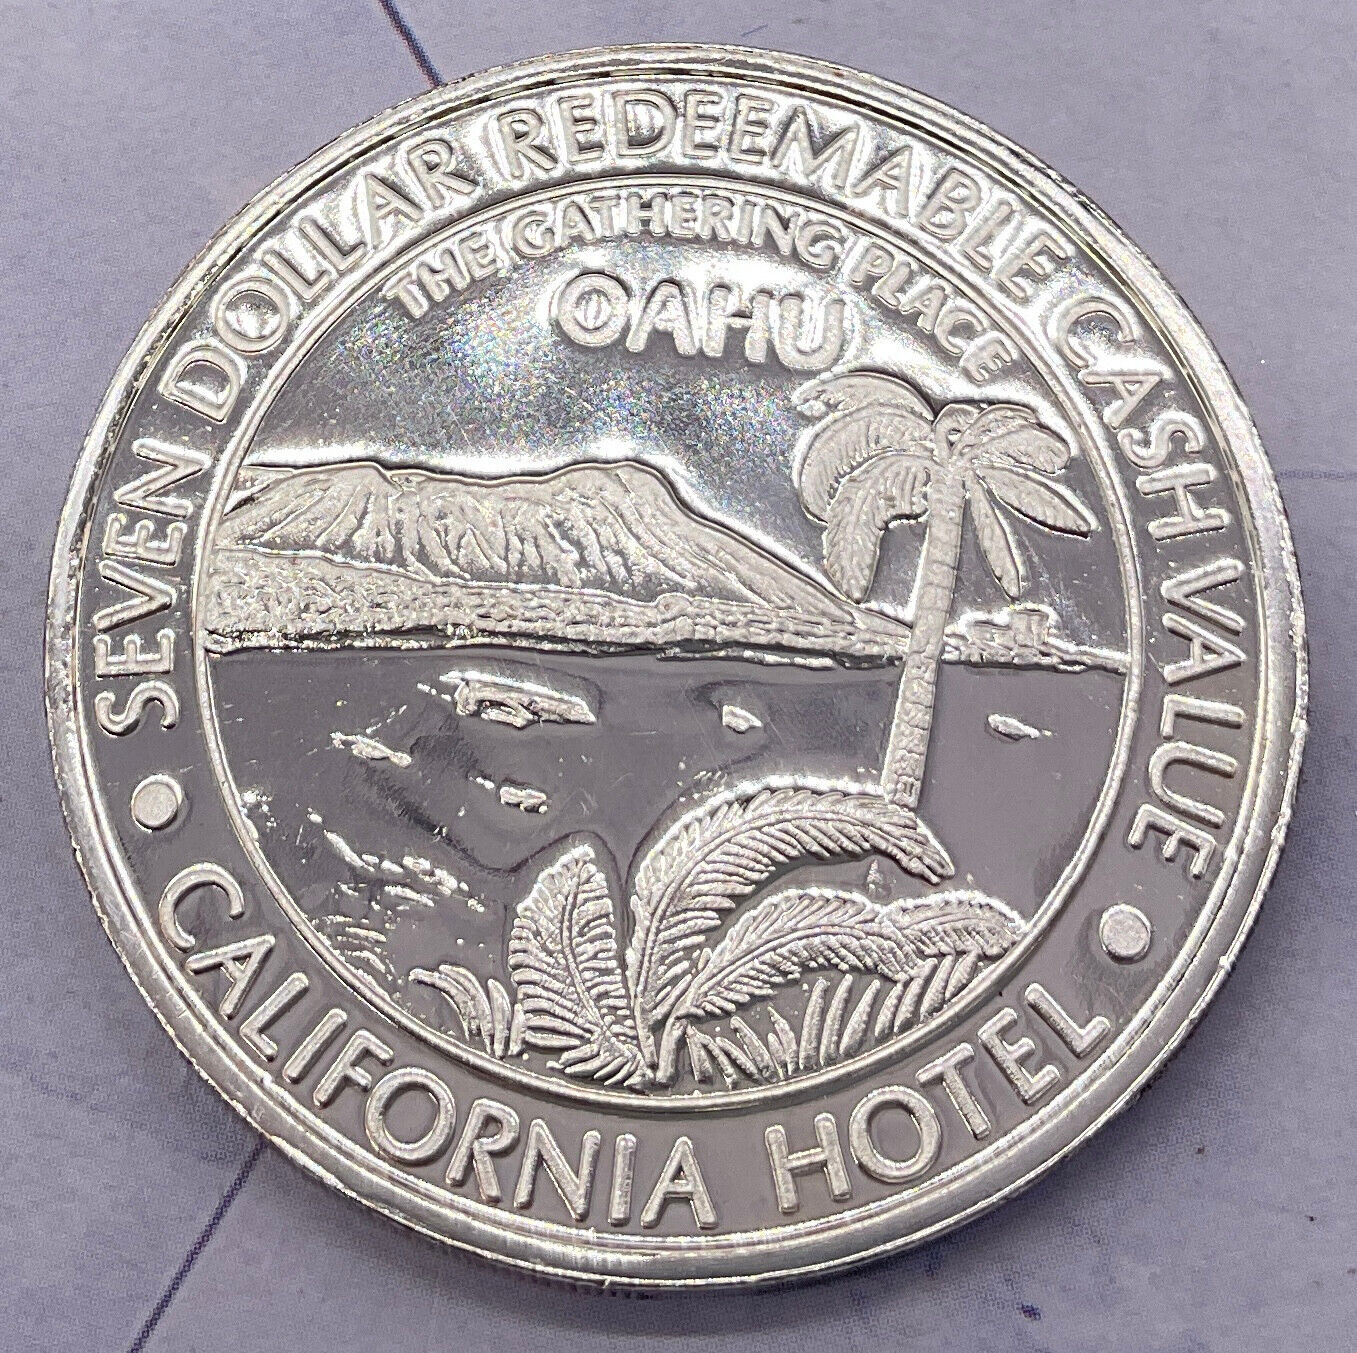 SEVEN DOLLAR REDEEMABLE CASH VALUE
THE GATHERING PLACE
OAHU
CALIFORNIA HOTEL